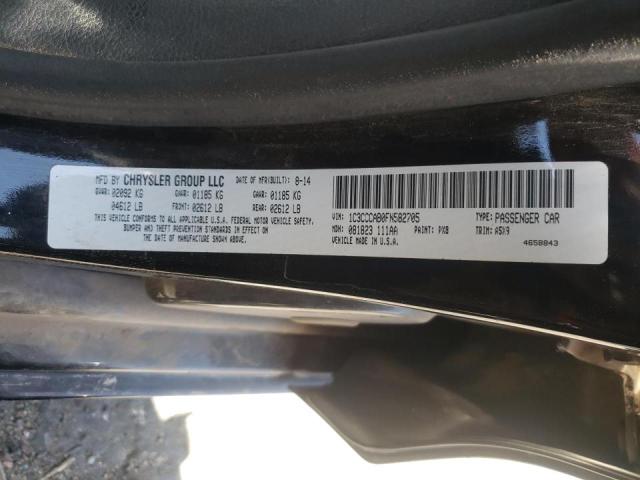 MFD BY CHRYSLER GROUP LLC DATE OF MFR(BUILT): 8-14
GVWR: 02092 KG GAWR: 01185 KG GAWR: 01185 KG
04612 LB FRONT: 02612 LB REAR: 02612 LB
THIS VEHICLE CONFORMS TO ALL APPLICABLE U.S.A. FEDERAL MOTOR VEHICLE SAFETY,
BUMPER AND THEFT PREVENTION STANDARDS IN EFFECT ON
THE DATE OF MANUFACTURE SHOWN ABOVE.
VIN: 1C3CCCAB0FN582705 TYPE: PASSENGER CAR
MDH: 081823 111AA PAINT: PX8 TRIM: A5X9
VEHICLE MADE IN U.S.A. 4658843